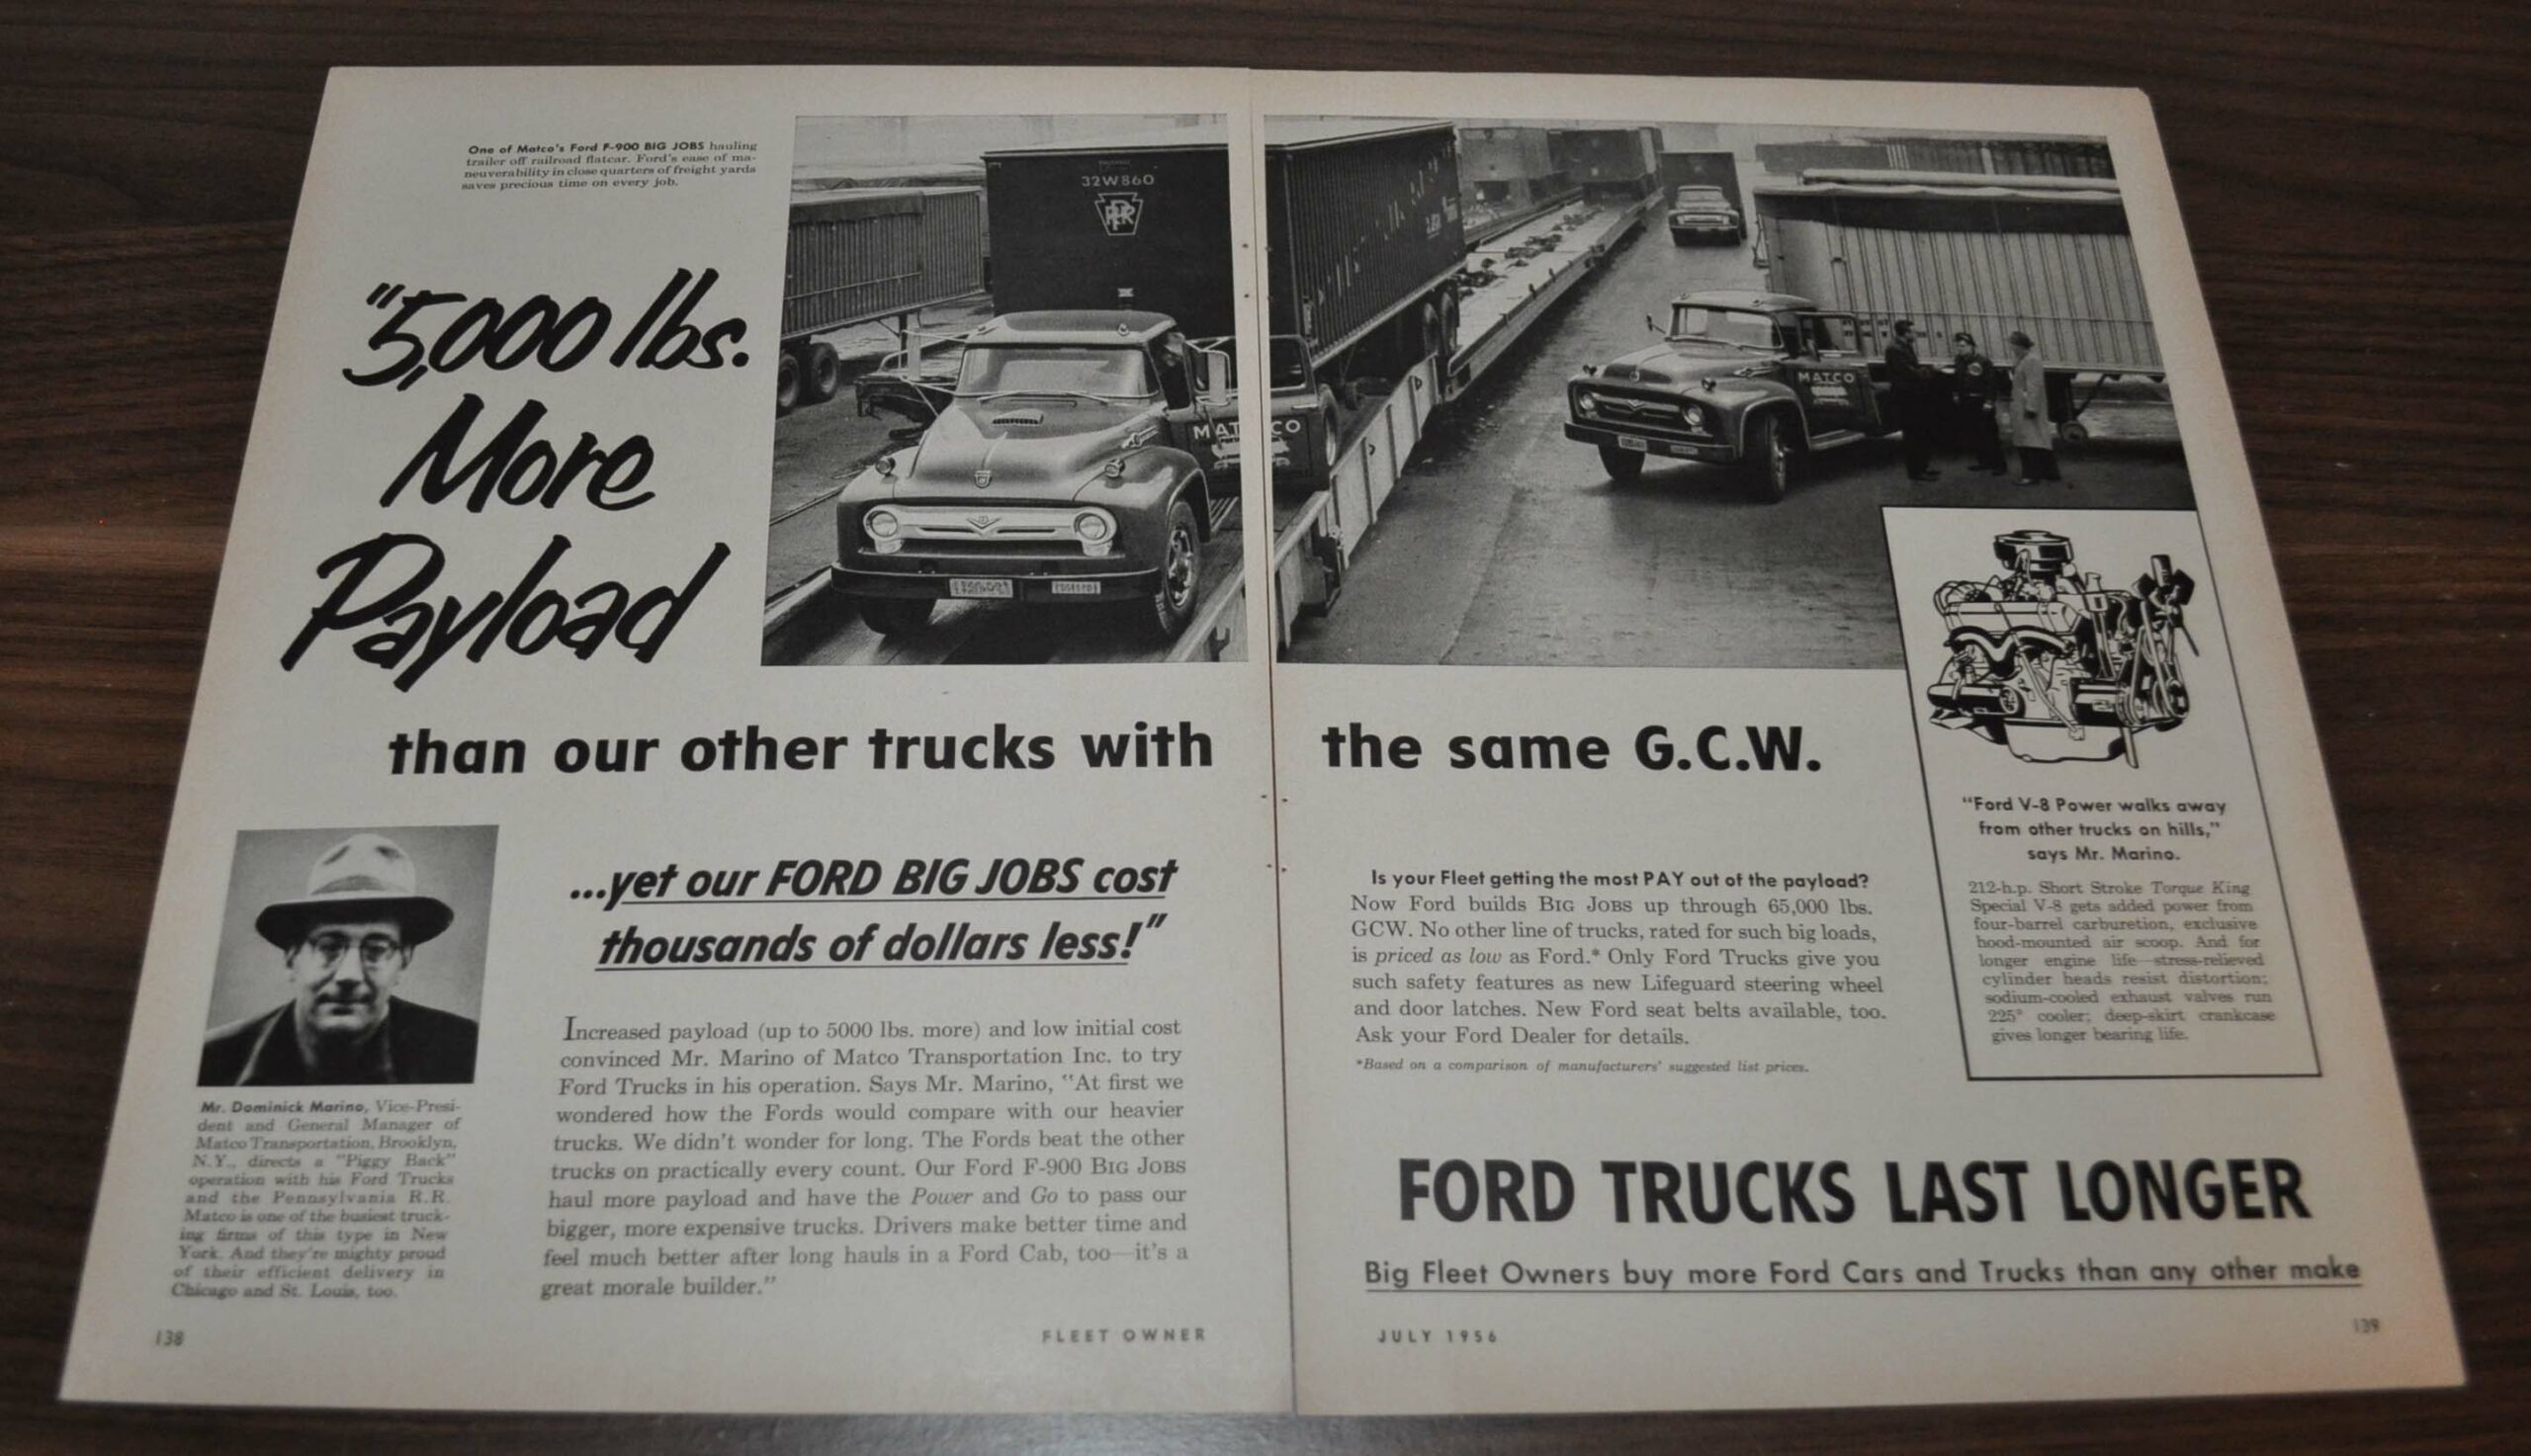 One of Matco's Ford F-900 BIG JOBS hauling
trailer off railroad flatcar. Ford's ease of ma-
neuverability in close quarters of freight yards
saves precious time on every job.
"5,000 lbs.
More
Payload
32W860
PRR
MATCO
MATCO
than our other trucks with the same G.C.W.
...yet our FORD BIG JOBS cost
thousands of dollars less!"
Mr. Dominick Marino, Vice-Presi-
dent and General Manager of
Matco Transportation, Brooklyn,
N.Y., directs a "Piggy Back"
operation with his Ford Trucks
and the Pennsylvania R.R.
Matco is one of the busiest truck-
ing firms of this type in New
York. And they're mighty proud
of their efficient delivery in
Chicago and St. Louis, too.
Increased payload (up to 5000 lbs. more) and low initial cost
convinced Mr. Marino of Matco Transportation Inc. to try
Ford Trucks in his operation. Says Mr. Marino, "At first we
wondered how the Fords would compare with our heavier
trucks. We didn't wonder for long. The Fords beat the other
trucks on practically every count. Our Ford F-900 BIG JOBS
haul more payload and have the Power and Go to pass our
bigger, more expensive trucks. Drivers make better time and
feel much better after long hauls in a Ford Cab, too—it's a
great morale builder."
138
FLEET OWNER
Is your Fleet getting the most PAY out of the payload?
Now Ford builds BIG JOBS up through 65,000 lbs.
GCW. No other line of trucks, rated for such big loads,
is priced as low as Ford.* Only Ford Trucks give you
such safety features as new Lifeguard steering wheel
and door latches. New Ford seat belts available, too.
Ask your Ford Dealer for details.
*Based on a comparison of manufacturers' suggested list prices.
"Ford V-8 Power walks away
from other trucks on hills,"
says Mr. Marino.
212-h.p. Short Stroke Torque King
Special V-8 gets added power from
four-barrel carburetion, exclusive
hood-mounted air scoop. And for
longer engine life—stress-relieved
cylinder heads resist distortion;
sodium-cooled exhaust valves run
225° cooler; deep-skirt crankcase
gives longer bearing life.
FORD TRUCKS LAST LONGER
Big Fleet Owners buy more Ford Cars and Trucks than any other make
JULY 1956
139